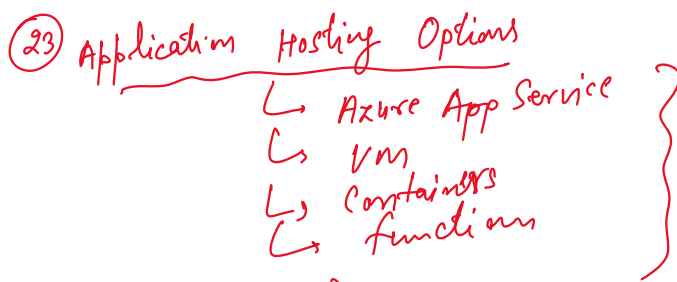 23 Application Hosting Options
Azure App Service
VM
Containers
functions